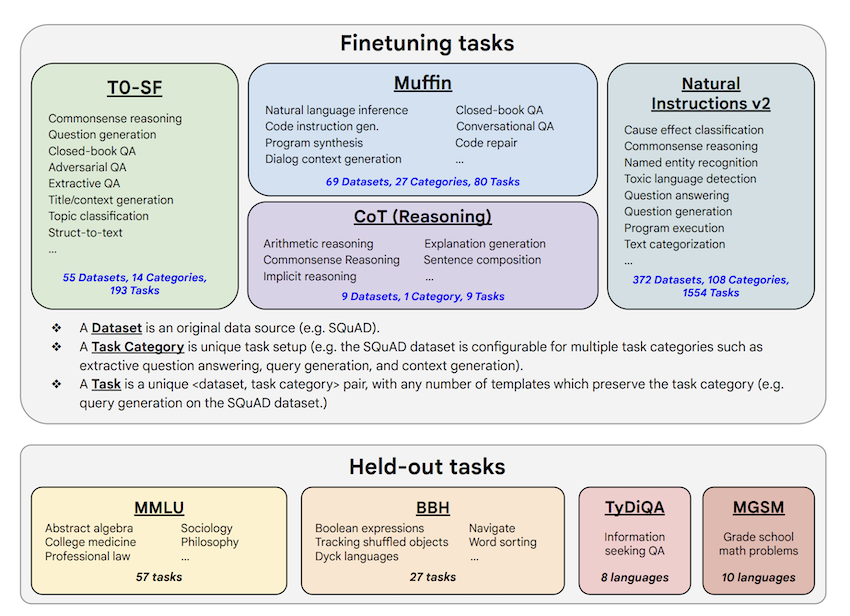 Finetuning tasks
T0-SF
Commonsense reasoning
Question generation
Closed-book QA
Adversarial QA
Extractive QA
Title/context generation
Topic classification
Struct-to-text
...
55 Datasets, 14 Categories,
193 Tasks
Muffin
Natural language inference
Code instruction gen.
Program synthesis
Dialog context generation
Closed-book QA
Conversational QA
Code repair
...
69 Datasets, 27 Categories, 80 Tasks
CoT (Reasoning)
Arithmetic reasoning
Commonsense Reasoning
Implicit reasoning
Explanation generation
Sentence composition
...
9 Datasets, 1 Category, 9 Tasks
Natural
Instructions v2
Cause effect classification
Commonsense reasoning
Named entity recognition
Toxic language detection
Question answering
Question generation
Program execution
Text categorization
...
372 Datasets, 108 Categories,
1554 Tasks
❖ A Dataset is an original data source (e.g. SQuAD).
❖ A Task Category is unique task setup (e.g. the SQuAD dataset is configurable for multiple task categories such as
extractive question answering, query generation, and context generation).
❖ A Task is a unique <dataset, task category> pair, with any number of templates which preserve the task category (e.g.
query generation on the SQuAD dataset.)
Held-out tasks
MMLU
Abstract algebra
College medicine
Professional law
Sociology
Philosophy
...
57 tasks
BBH
Boolean expressions
Tracking shuffled objects
Dyck languages
Navigate
Word sorting
...
27 tasks
TyDiQA
Information
seeking QA
8 languages
MGSM
Grade school
math problems
10 languages